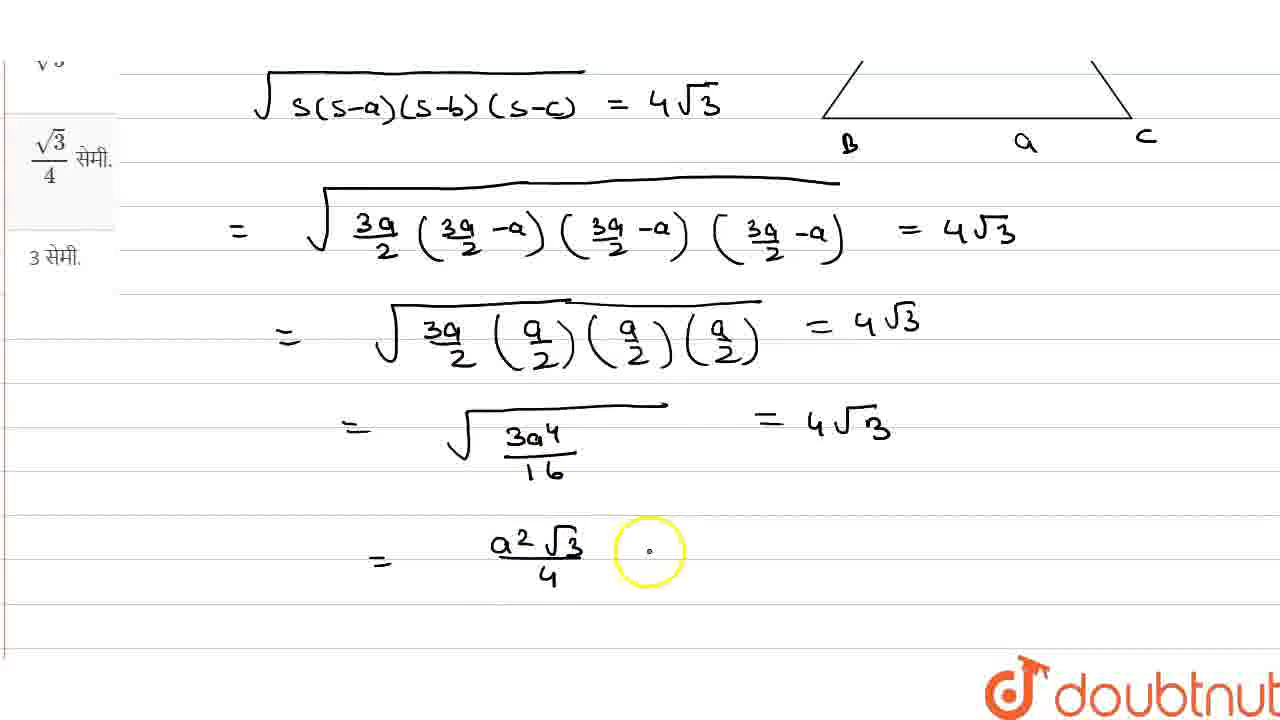 √3
√(s(s-a)(s-b)(s-c)) = 4√3
B a C
√3/4 सेमी.
= √(3a/2 (3a/2 -a) (3a/2 -a) (3a/2 -a)) = 4√3
3 सेमी.
= √(3a/2 (a/2) (a/2) (a/2)) = 4√3
= √(3a⁴/16) = 4√3
= a² √3/4
doubtnut